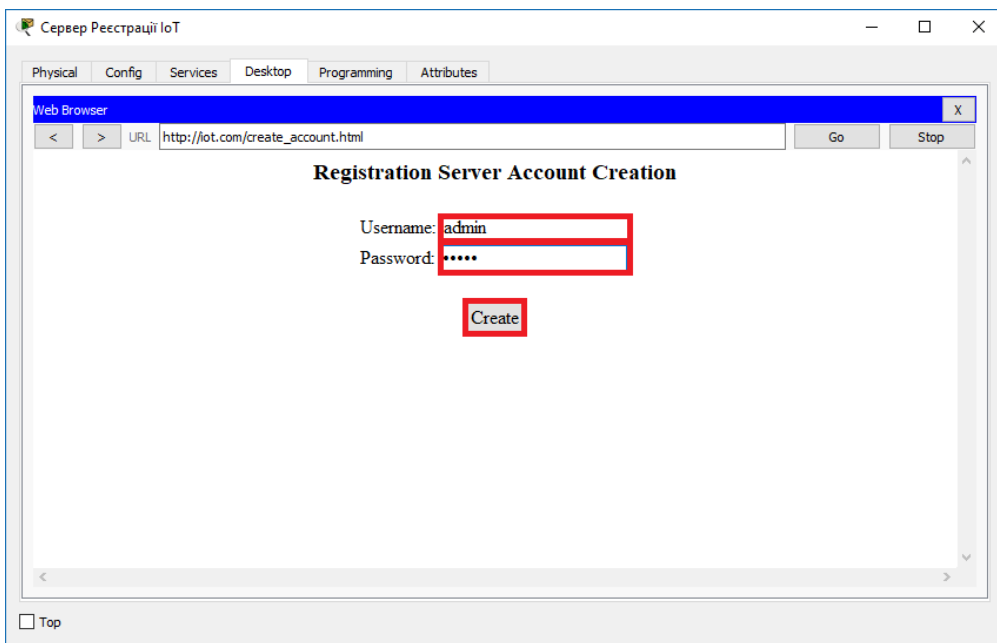 Сервер Реєстрації IoT
Physical Config Services Desktop Programming Attributes
Web Browser X
< > URL http://iot.com/create_account.html Go Stop
Registration Server Account Creation
Username: admin
Password: •••••
Create
Top